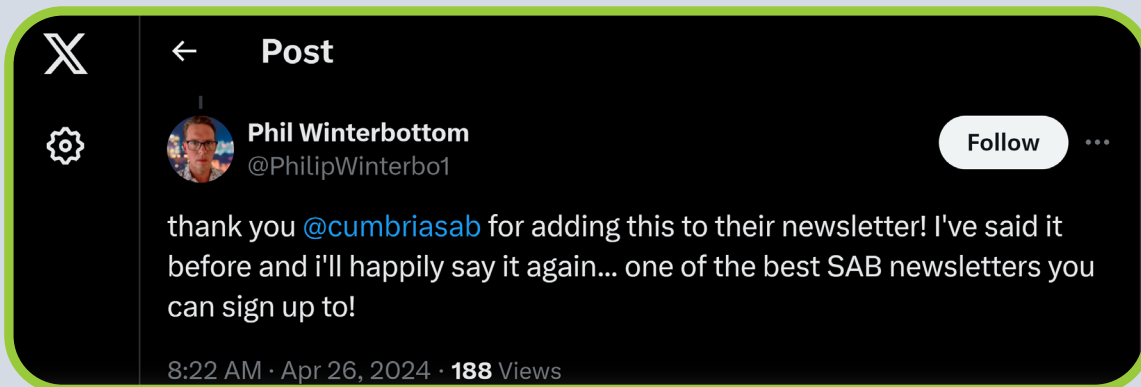 Post
Phil Winterbottom
@PhilipWinterbo1
Follow
thank you @cumbriasab for adding this to their newsletter! I've said it
before and i'll happily say it again... one of the best SAB newsletters you
can sign up to!
8:22 AM · Apr 26, 2024 · 188 Views